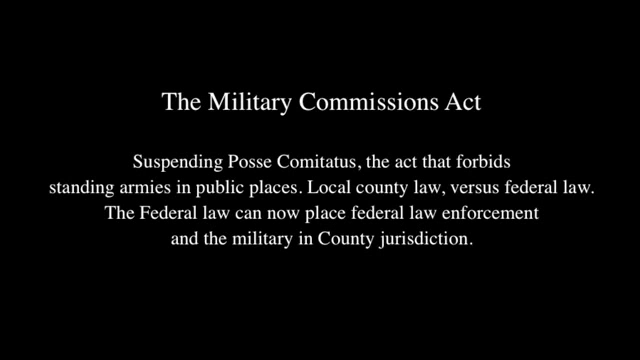 The Military Commissions Act
Suspending Posse Comitatus, the act that forbids
standing armies in public places. Local county law, versus federal law.
The Federal law can now place federal law enforcement
and the military in County jurisdiction.